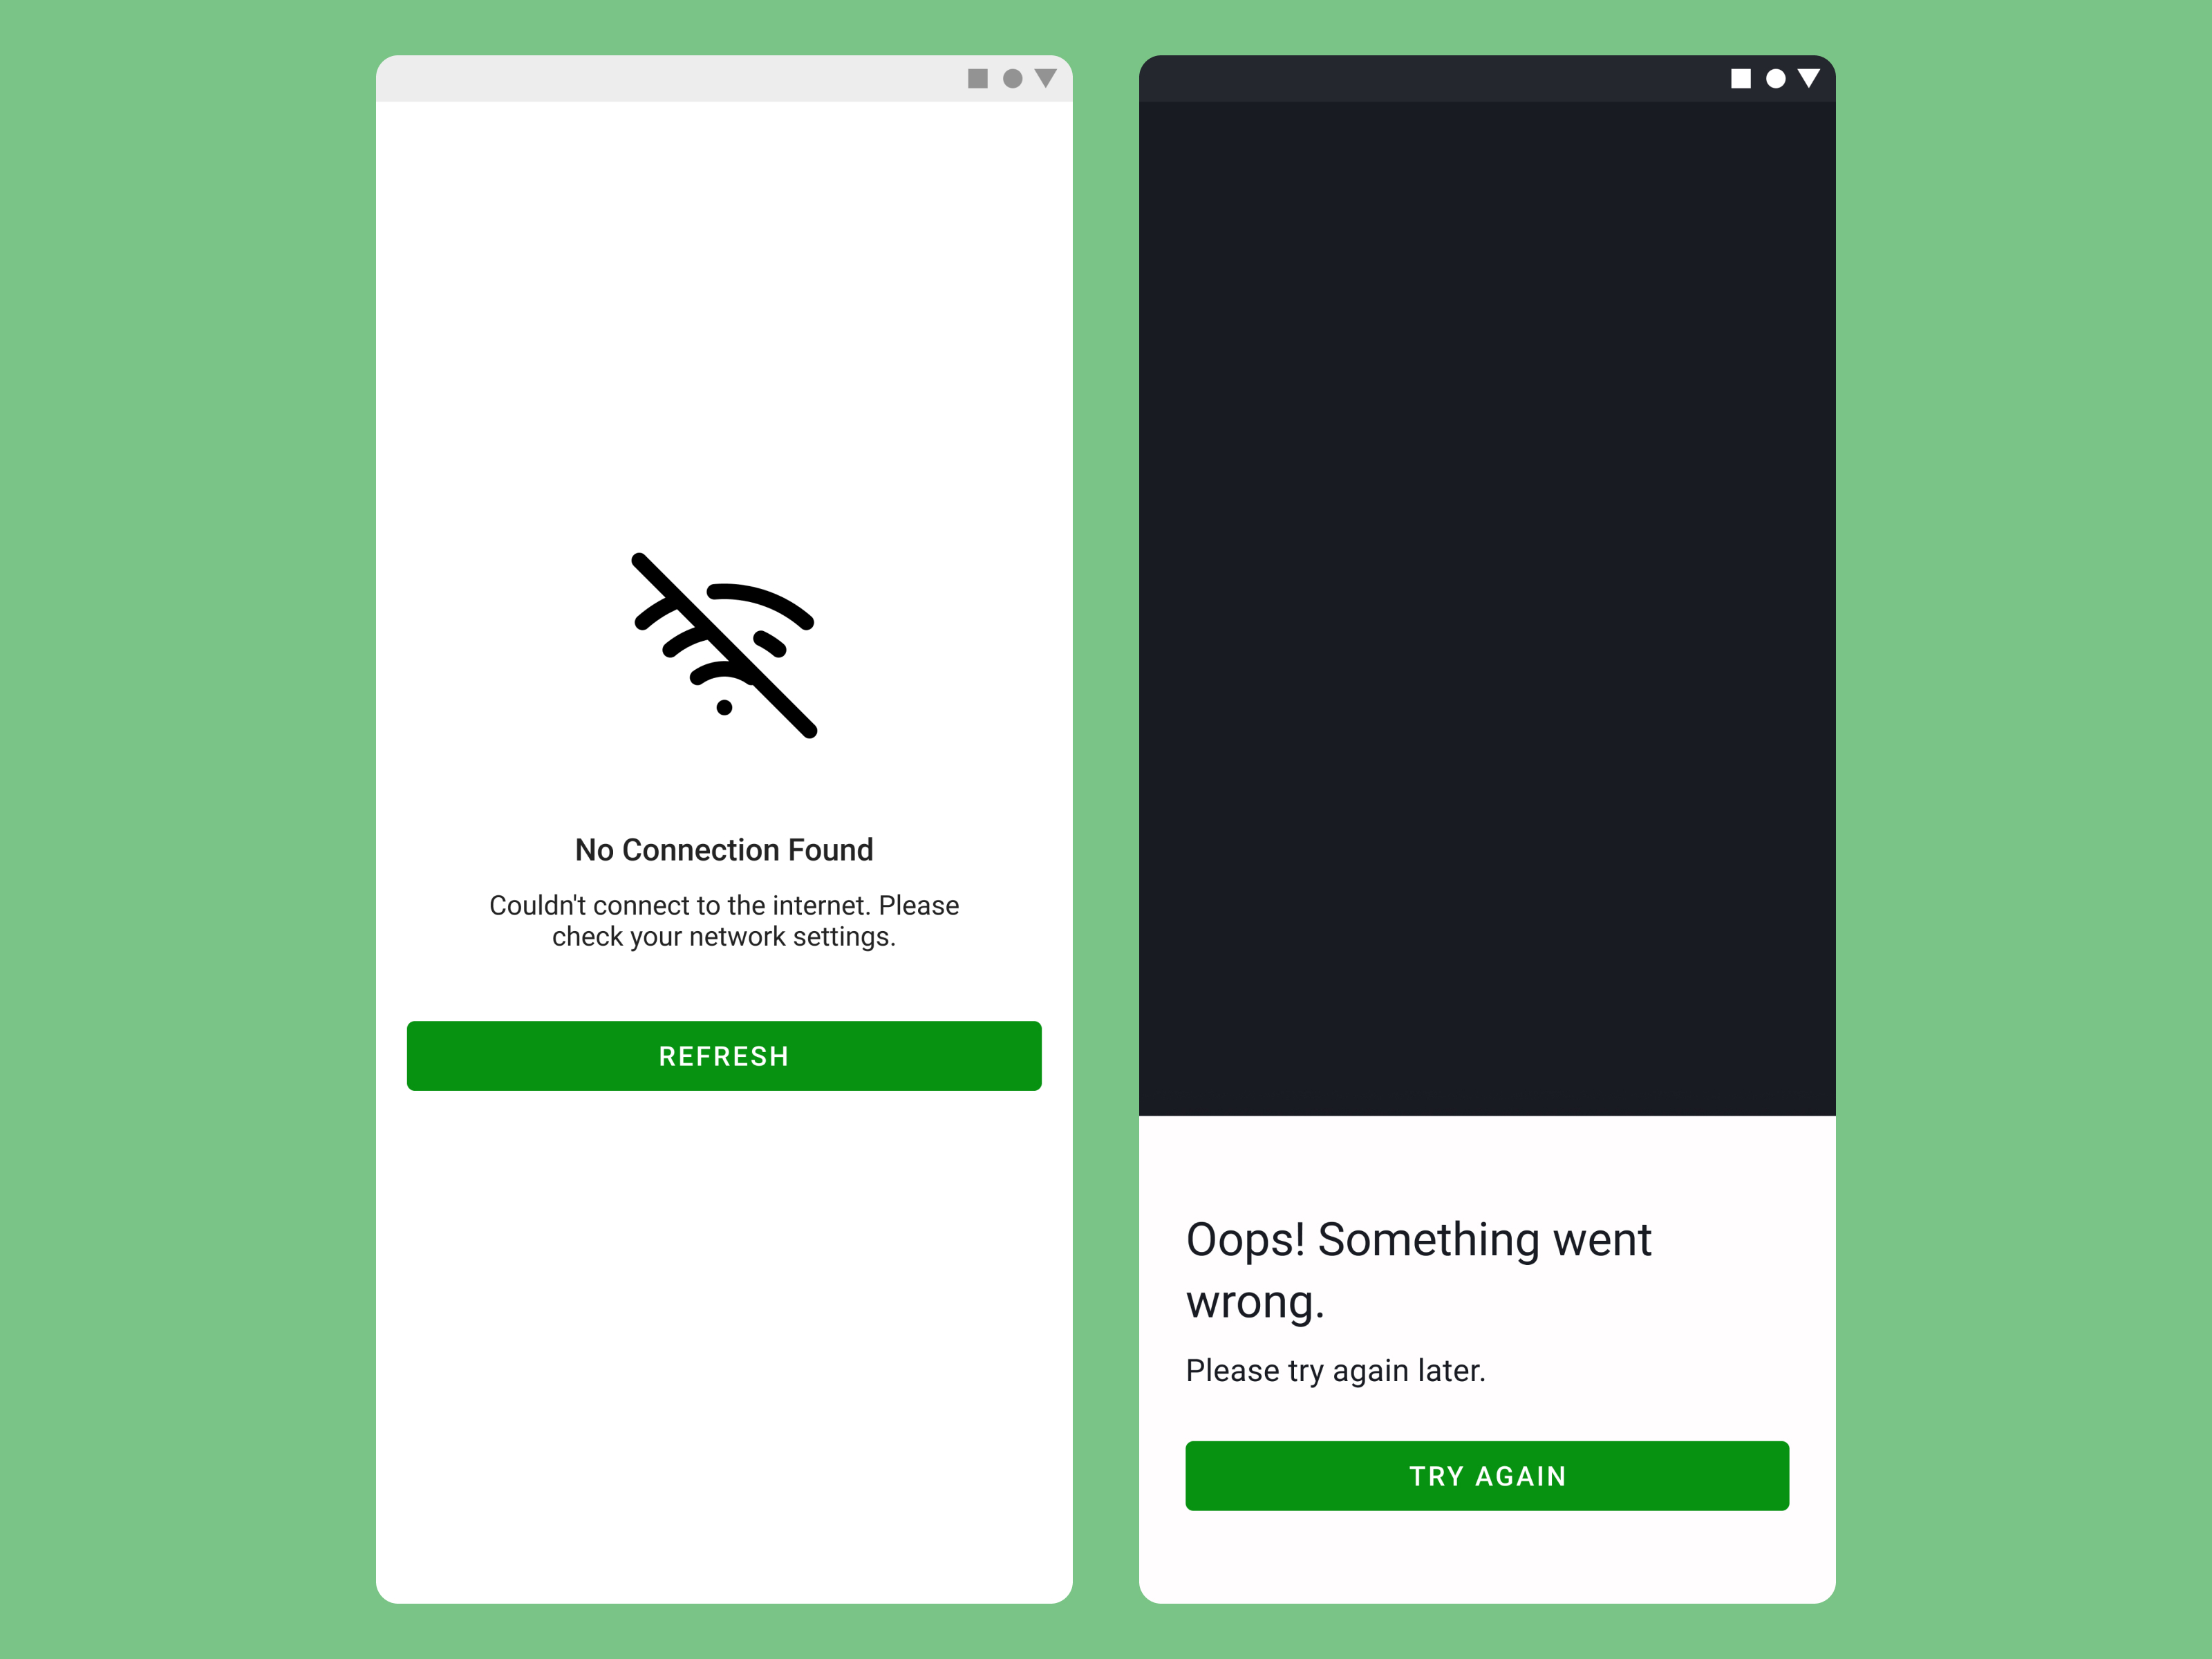 No Connection Found
Couldn't connect to the internet. Please
check your network settings.
REFRESH
Oops! Something went
wrong.
Please try again later.
TRY AGAIN